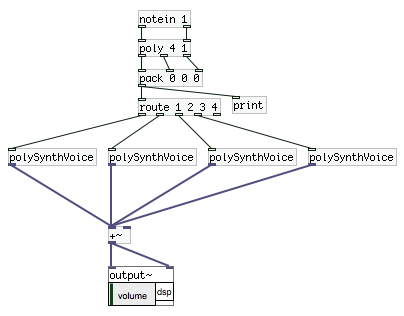 notein 1
poly 4 1
pack 0 0 0
print
route 1 2 3 4
polySynthVoice polySynthVoice polySynthVoice polySynthVoice
+~
output~
volume dsp